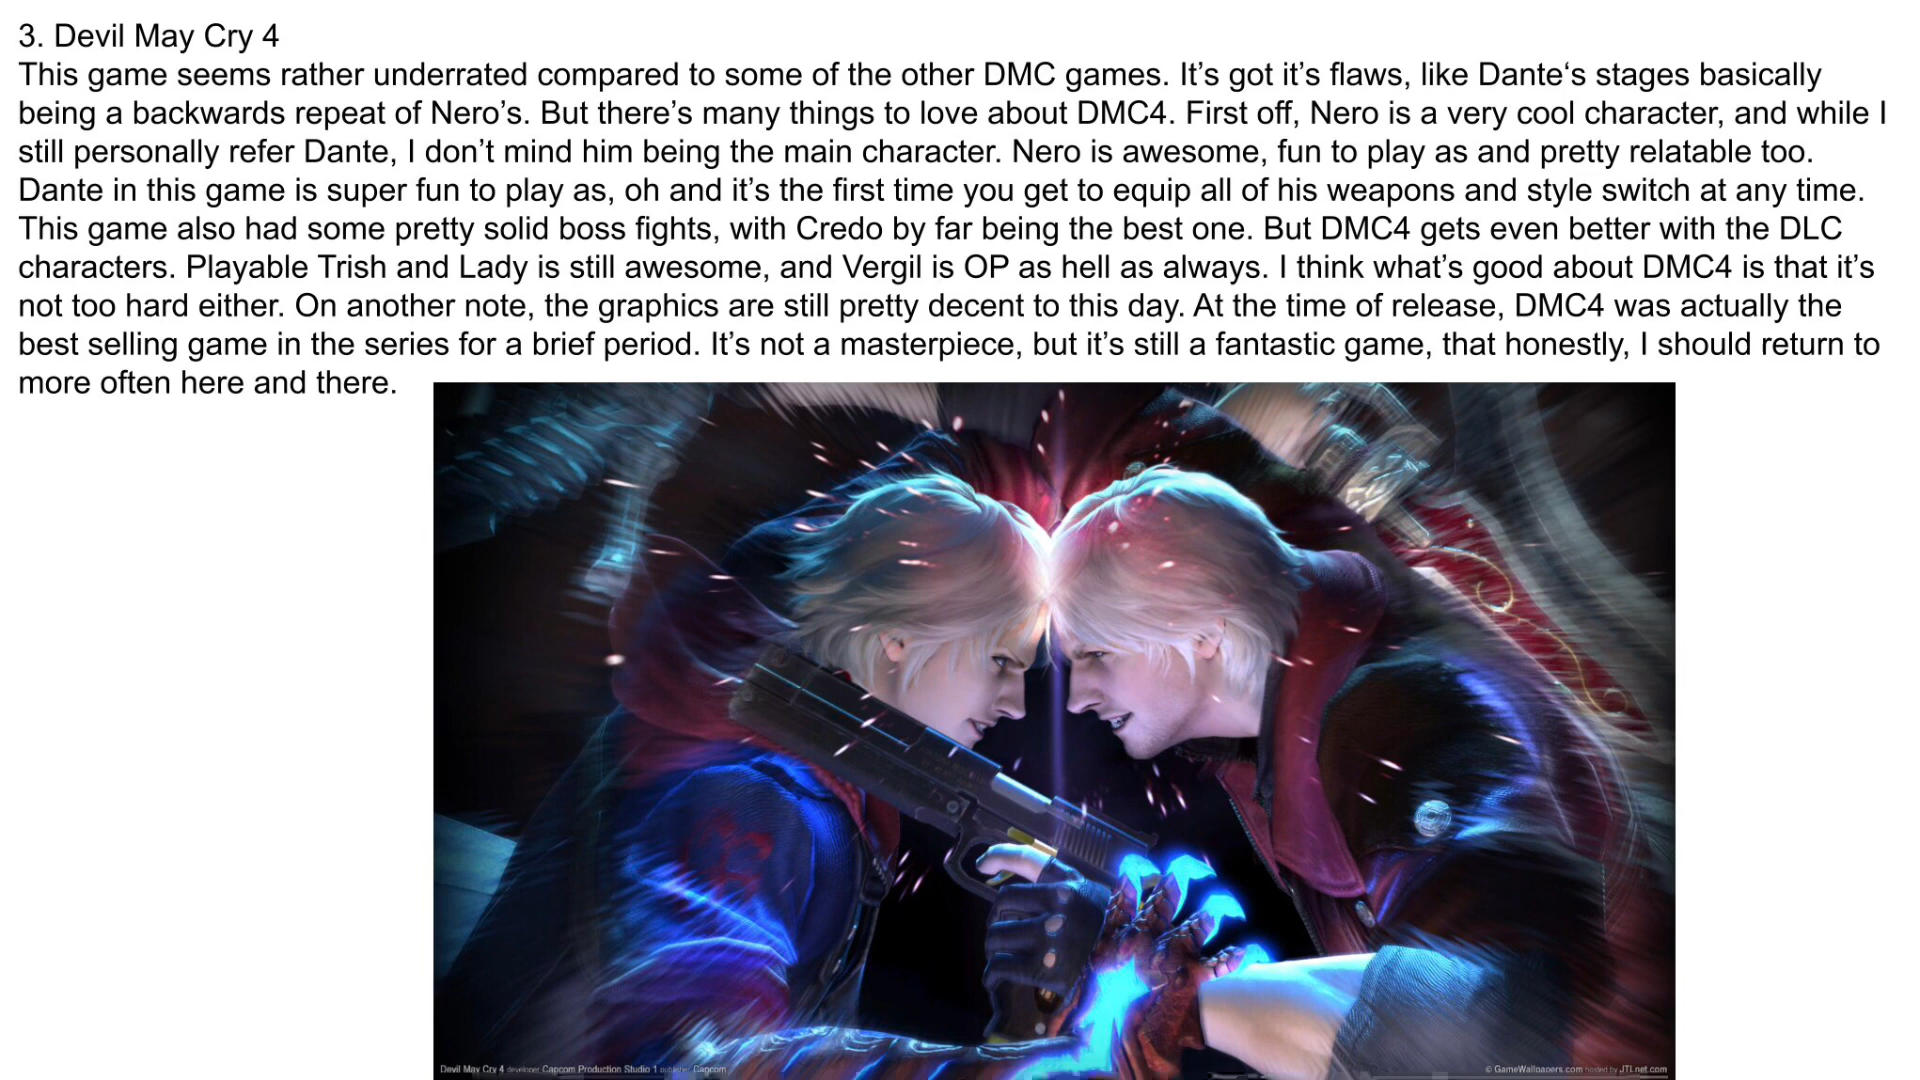 3. Devil May Cry 4
This game seems rather underrated compared to some of the other DMC games. It’s got it’s flaws, like Dante‘s stages basically
being a backwards repeat of Nero’s. But there’s many things to love about DMC4. First off, Nero is a very cool character, and while I
still personally refer Dante, I don’t mind him being the main character. Nero is awesome, fun to play as and pretty relatable too.
Dante in this game is super fun to play as, oh and it’s the first time you get to equip all of his weapons and style switch at any time.
This game also had some pretty solid boss fights, with Credo by far being the best one. But DMC4 gets even better with the DLC
characters. Playable Trish and Lady is still awesome, and Vergil is OP as hell as always. I think what’s good about DMC4 is that it’s
not too hard either. On another note, the graphics are still pretty decent to this day. At the time of release, DMC4 was actually the
best selling game in the series for a brief period. It’s not a masterpiece, but it’s still a fantastic game, that honestly, I should return to
more often here and there.
Devil May Cry 4 developer Capcom Production Studio 1 publisher Capcom
© GameWallpapers.com hosted by JTLnet.com